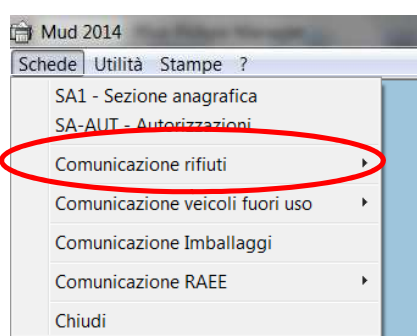 Mud 2014
Schede Utilità Stampe ?
SA1 - Sezione anagrafica
SA-AUT - Autorizzazioni
Comunicazione rifiuti
Comunicazione veicoli fuori uso
Comunicazione Imballaggi
Comunicazione RAEE
Chiudi